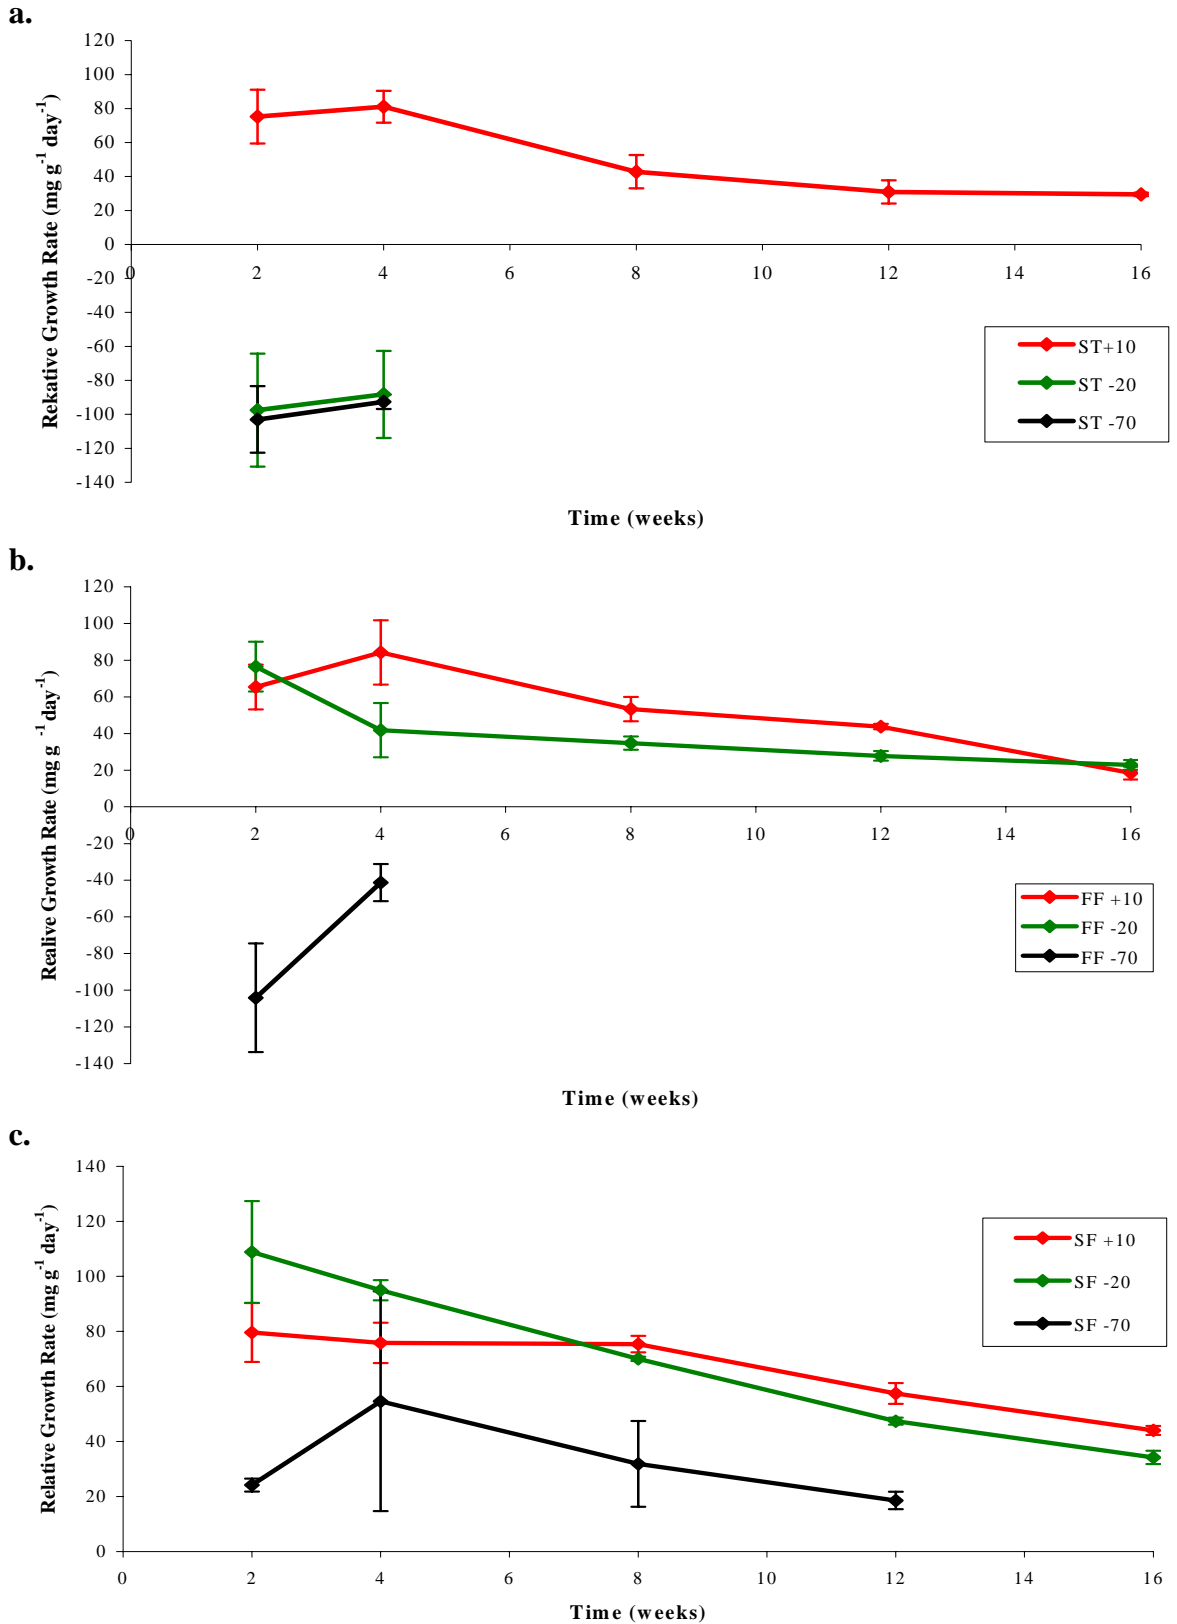 a.
120
100
80
60
40
20
0
-20
-40
-60
-80
-100
-120
-140
0 2 4 6 8 10 12 14 16
Rekative Growth Rate (mg g-1 day-1)
ST+10
ST -20
ST -70
Time (weeks)
b.
120
100
80
60
40
20
0
-20
-40
-60
-80
-100
-120
-140
0 2 4 6 8 10 12 14 16
Realive Growth Rate (mg g -1 day-1)
FF +10
FF -20
FF -70
Time (weeks)
c.
140
120
100
80
60
40
20
0
0 2 4 6 8 10 12 14 16
Relative Growth Rate (mg g-1 day-1)
SF +10
SF -20
SF -70
Time (weeks)